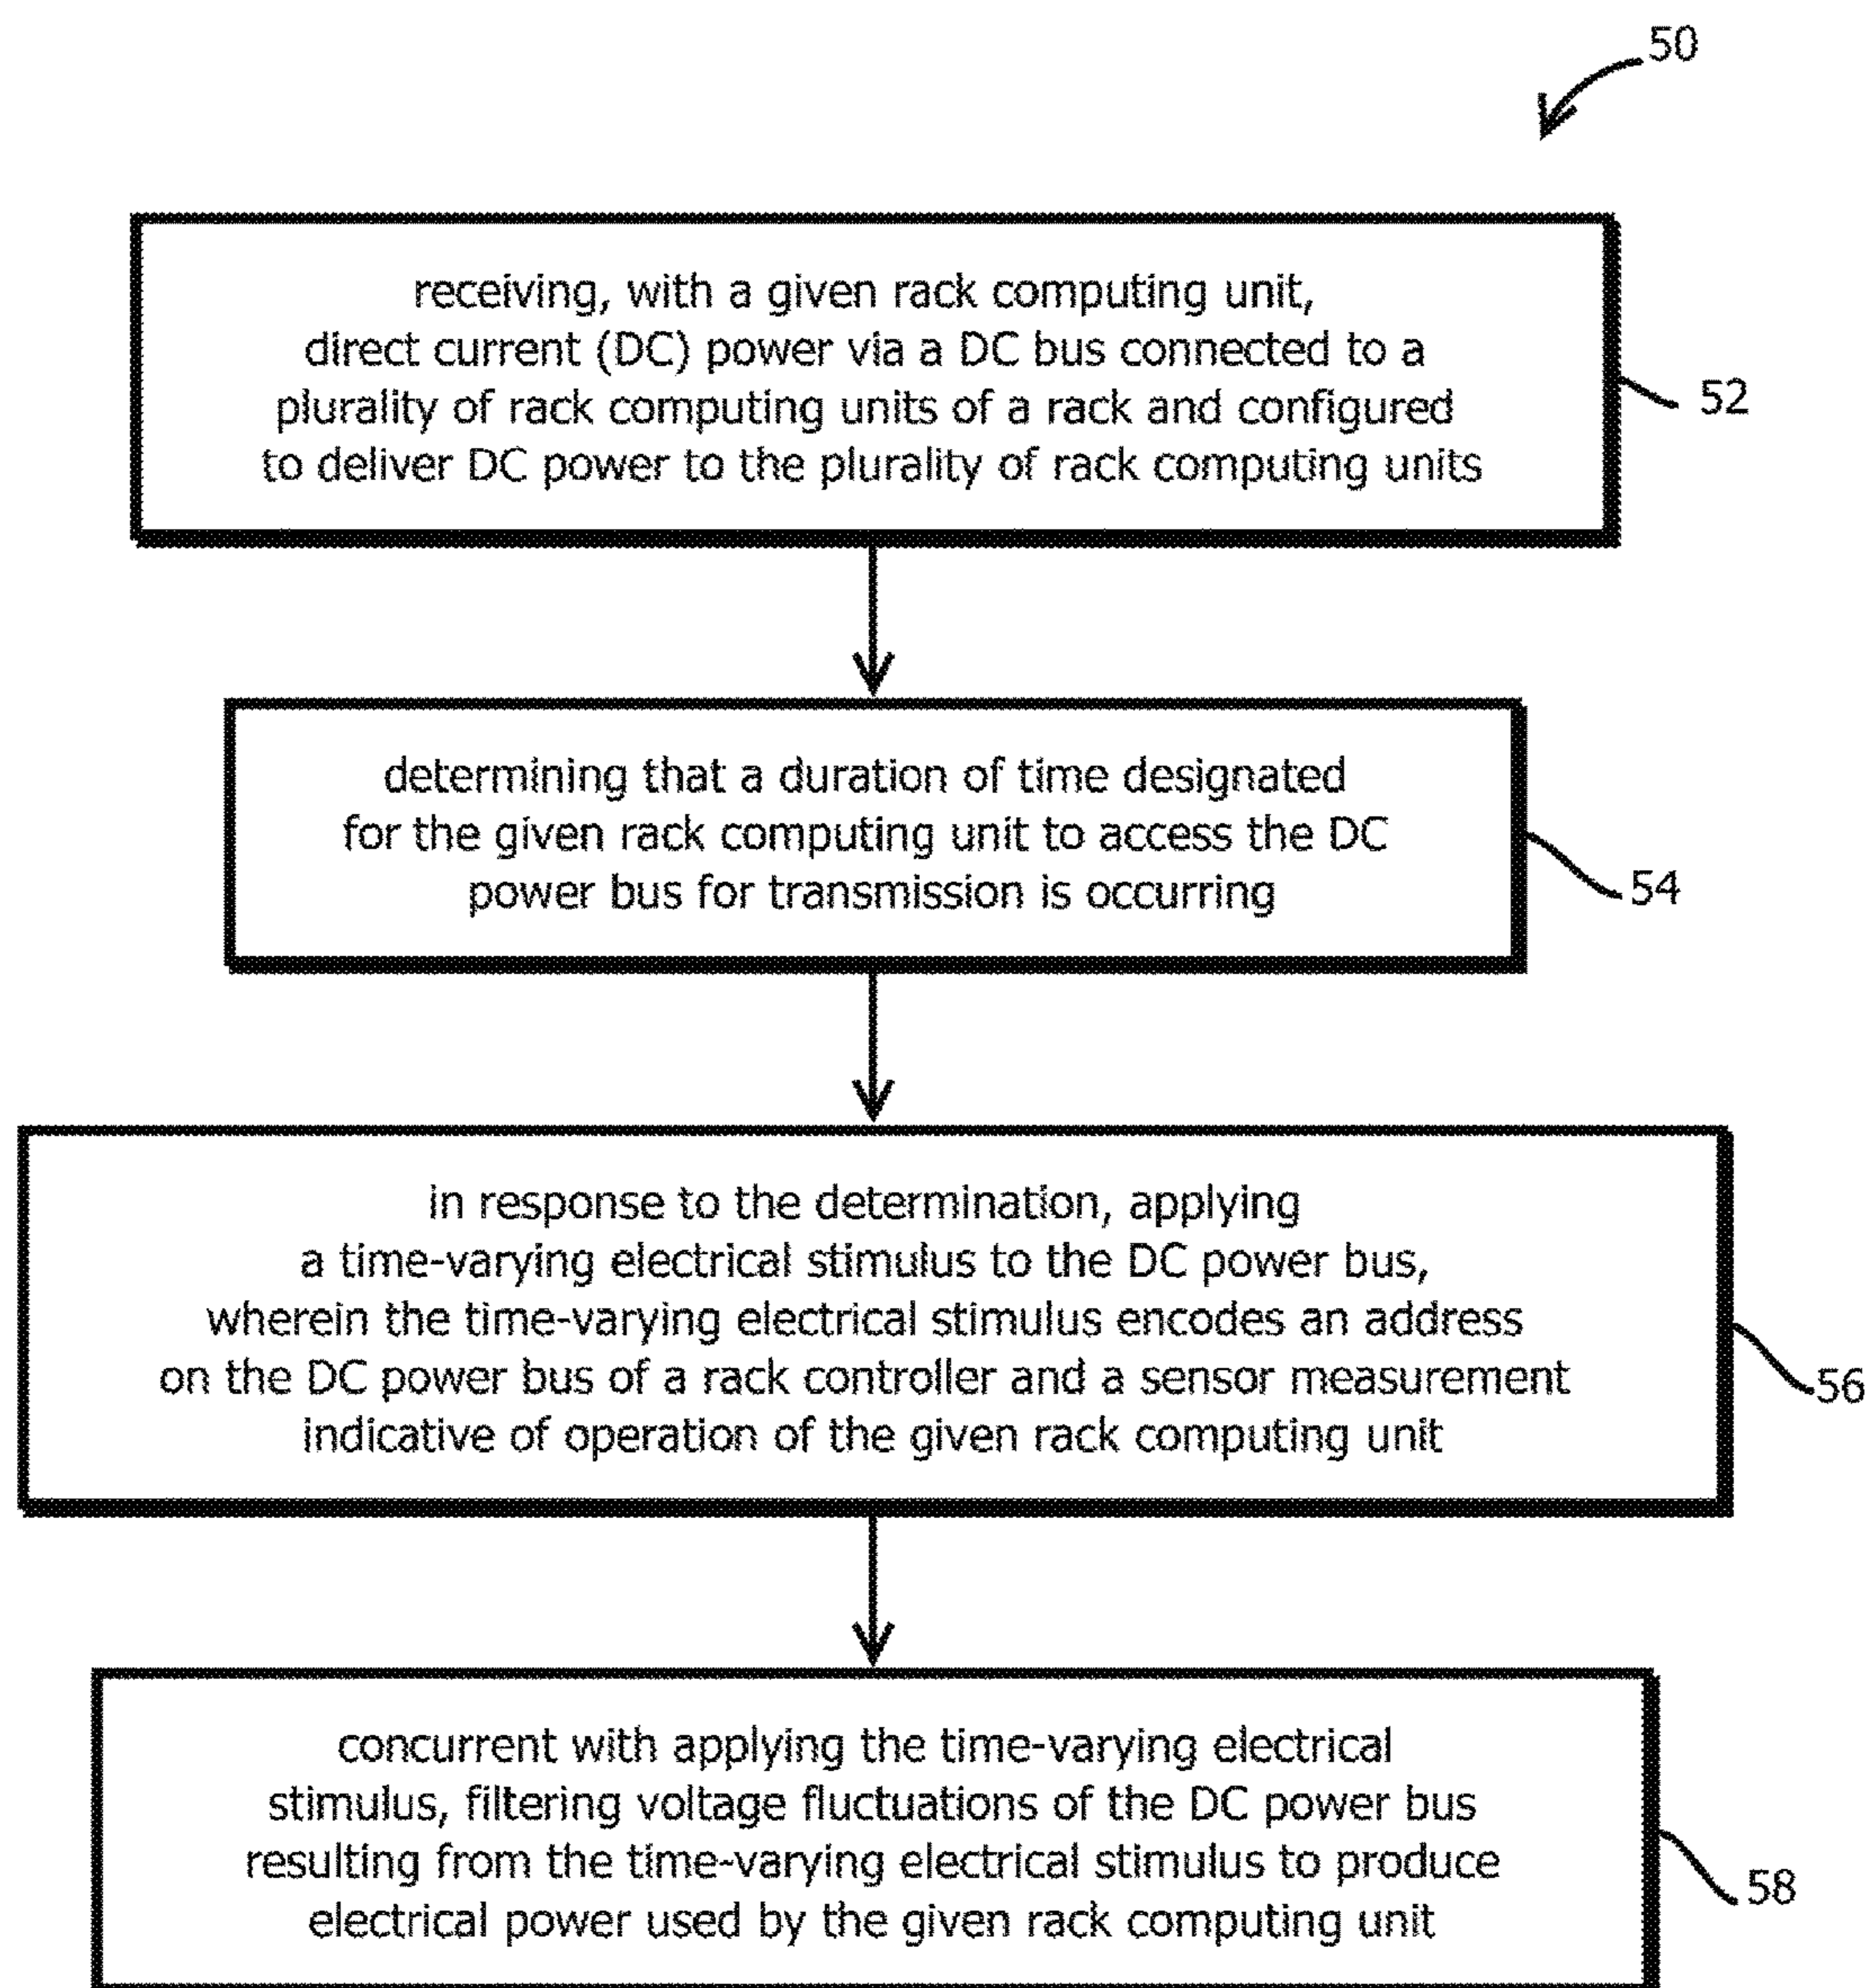 50
receiving, with a given rack computing unit,
direct current (DC) power via a DC bus connected to a
plurality of rack computing units of a rack and configured
to deliver DC power to the plurality of rack computing units
52
determining that a duration of time designated
for the given rack computing unit to access the DC
power bus for transmission is occurring
54
in response to the determination, applying
a time-varying electrical stimulus to the DC power bus,
wherein the time-varying electrical stimulus encodes an address
on the DC power bus of a rack controller and a sensor measurement
indicative of operation of the given rack computing unit
56
concurrent with applying the time-varying electrical
stimulus, filtering voltage fluctuations of the DC power bus
resulting from the time-varying electrical stimulus to produce
electrical power used by the given rack computing unit
58